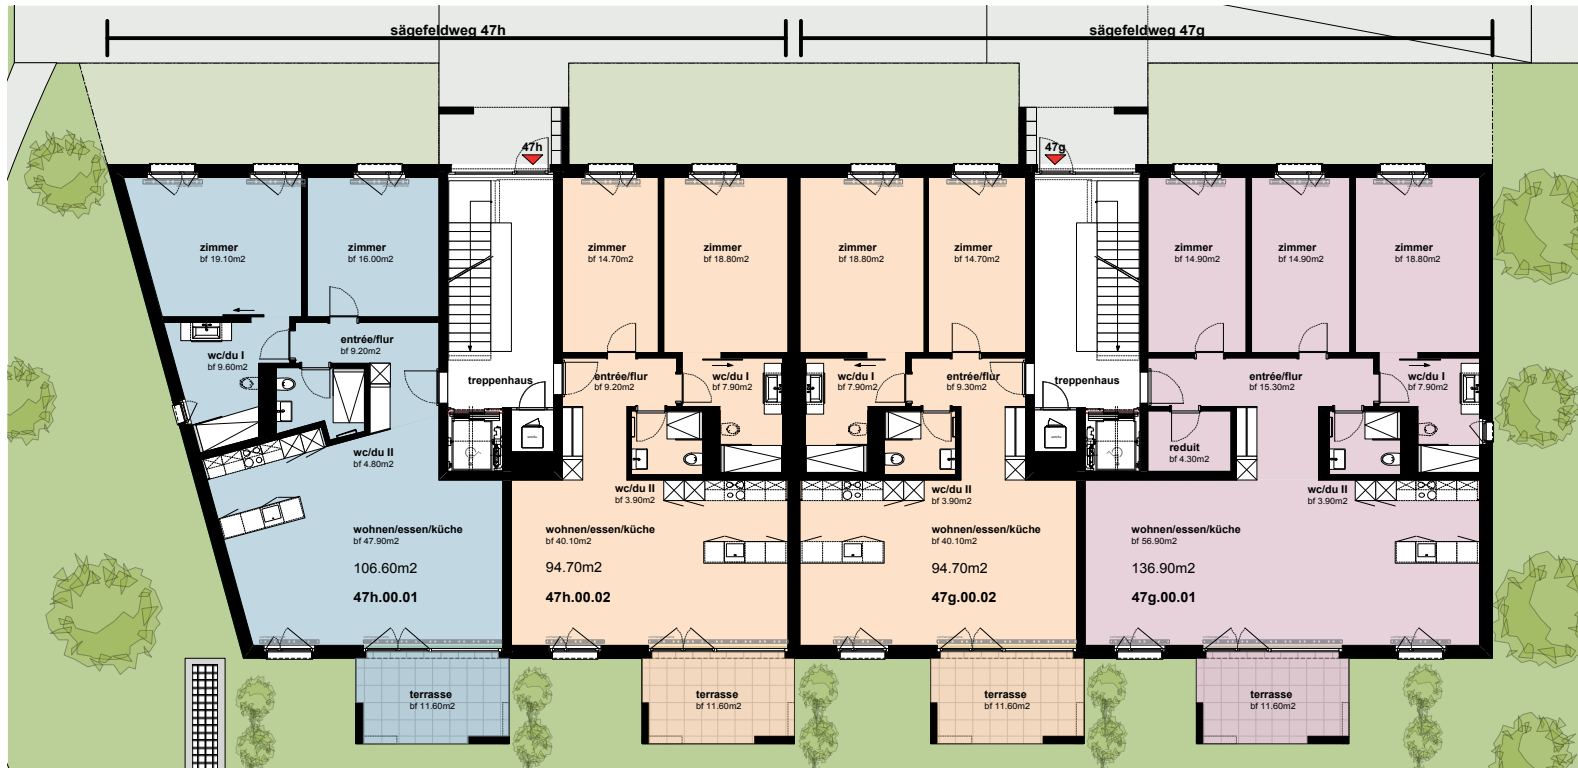 sägefeldweg 47h
sägefeldweg 47g
47h
47g
zimmer
bf 19.10m2
zimmer
bf 16.00m2
zimmer
bf 14.70m2
zimmer
bf 18.80m2
zimmer
bf 18.80m2
zimmer
bf 14.70m2
zimmer
bf 14.90m2
zimmer
bf 14.90m2
zimmer
bf 18.80m2
wc/du I
bf 9.60m2
entrée/flur
bf 9.20m2
treppenhaus
entrée/flur
bf 9.20m2
wc/du I
bf 7.90m2
wc/du I
bf 7.90m2
entrée/flur
bf 9.30m2
treppenhaus
entrée/flur
bf 15.30m2
wc/du I
bf 7.90m2
wc/du II
bf 4.80m2
reduit
bf 4.30m2
wc/du II
bf 3.90m2
wc/du II
bf 3.90m2
wc/du II
bf 3.90m2
wohnen/essen/küche
bf 47.90m2
106.60m2
47h.00.01
wohnen/essen/küche
bf 40.10m2
94.70m2
47h.00.02
wohnen/essen/küche
bf 40.10m2
94.70m2
47g.00.02
wohnen/essen/küche
bf 56.90m2
136.90m2
47g.00.01
terrasse
bf 11.60m2
terrasse
bf 11.60m2
terrasse
bf 11.60m2
terrasse
bf 11.60m2